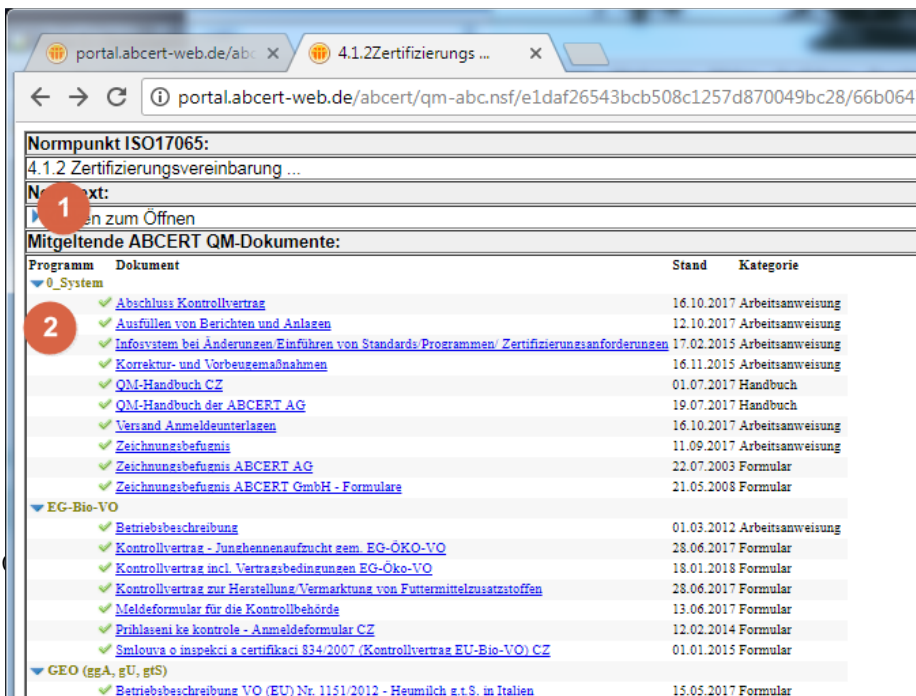 portal.abcert-web.de/abc
4.1.2Zertifizierungs ...
portal.abcert-web.de/abcert/qm-abc.nsf/e1daf26543bcb508c1257d870049bc28/66b064
Normpunkt ISO17065:
4.1.2 Zertifizierungsvereinbarung ...
1
zum Öffnen
Mitgeltende ABCERT QM-Dokumente:
Programm Dokument Stand Kategorie
0_System
Abschluss Kontrollvertrag 16.10.2017 Arbeitsanweisung
2
Ausfüllen von Berichten und Anlagen 12.10.2017 Arbeitsanweisung
Infosystem bei Änderungen/Einführen von Standards/Programmen/ Zertifizierungsanforderungen 17.02.2015 Arbeitsanweisung
Korrektur- und Vorbeugemaßnahmen 16.11.2015 Arbeitsanweisung
QM-Handbuch CZ 01.07.2017 Handbuch
QM-Handbuch der ABCERT AG 19.07.2017 Handbuch
Versand Anmeldeunterlagen 16.10.2017 Arbeitsanweisung
Zeichnungsbefugnis 11.09.2017 Arbeitsanweisung
Zeichnungsbefugnis ABCERT AG 22.07.2003 Formular
Zeichnungsbefugnis ABCERT GmbH - Formulare 21.05.2008 Formular
EG-Bio-VO
Betriebsbeschreibung 01.03.2012 Arbeitsanweisung
Kontrollvertrag - Junghennenaufzucht gem. EG-ÖKO-VO 28.06.2017 Formular
Kontrollvertrag incl. Vertragsbedingungen EG-Öko-VO 18.01.2018 Formular
Kontrollvertrag zur Herstellung/Vermarktung von Futtermittelzusatzstoffen 28.06.2017 Formular
Meldeformular für die Kontrollbehörde 13.06.2017 Formular
Prihlaseni ke kontrole - Anmeldeformular CZ 12.02.2014 Formular
Smlouva o inspekci a certifikaci 834/2007 (Kontrollvertrag EU-Bio-VO) CZ 01.01.2015 Formular
GEO (ggA, gU, gtS)
Betriebsbeschreibung VO (EU) Nr. 1151/2012 - Heumilch g.t.S. in Italien 15.05.2017 Formular